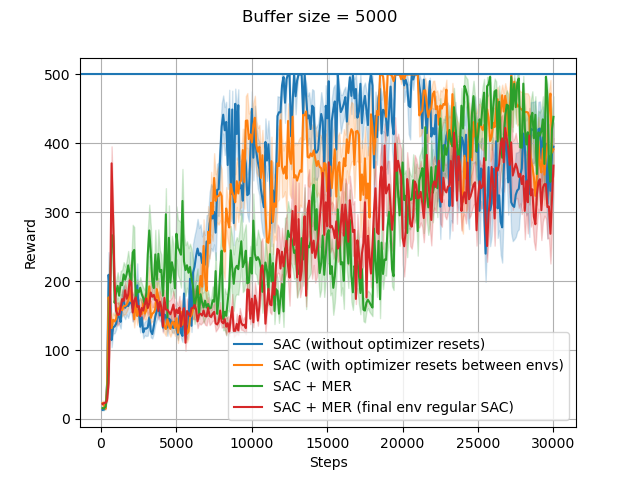 Buffer size = 5000
500
400
300
200
100
0
Reward
SAC (without optimizer resets)
SAC (with optimizer resets between envs)
SAC + MER
SAC + MER (final env regular SAC)
0 5000 10000 15000 20000 25000 30000
Steps